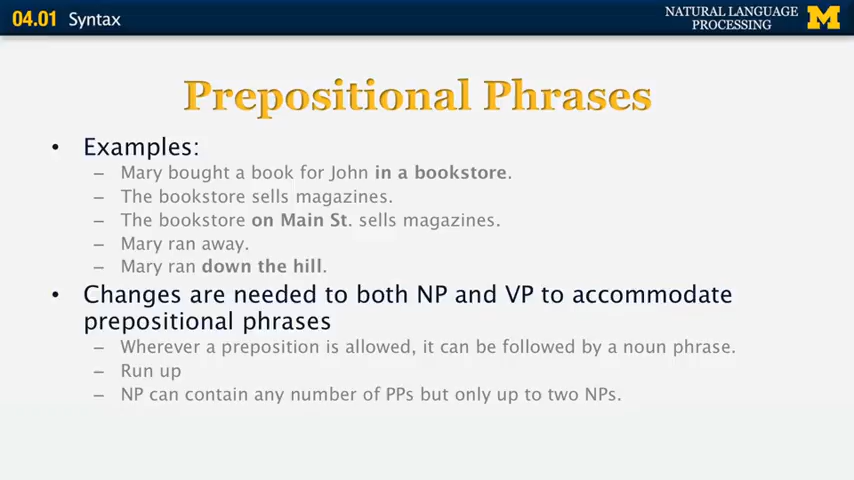 04.01 Syntax
NATURAL LANGUAGE
PROCESSING
M
Prepositional Phrases
• Examples:
– Mary bought a book for John in a bookstore.
– The bookstore sells magazines.
– The bookstore on Main St. sells magazines.
– Mary ran away.
– Mary ran down the hill.
• Changes are needed to both NP and VP to accommodate
prepositional phrases
– Wherever a preposition is allowed, it can be followed by a noun phrase.
– Run up
– NP can contain any number of PPs but only up to two NPs.